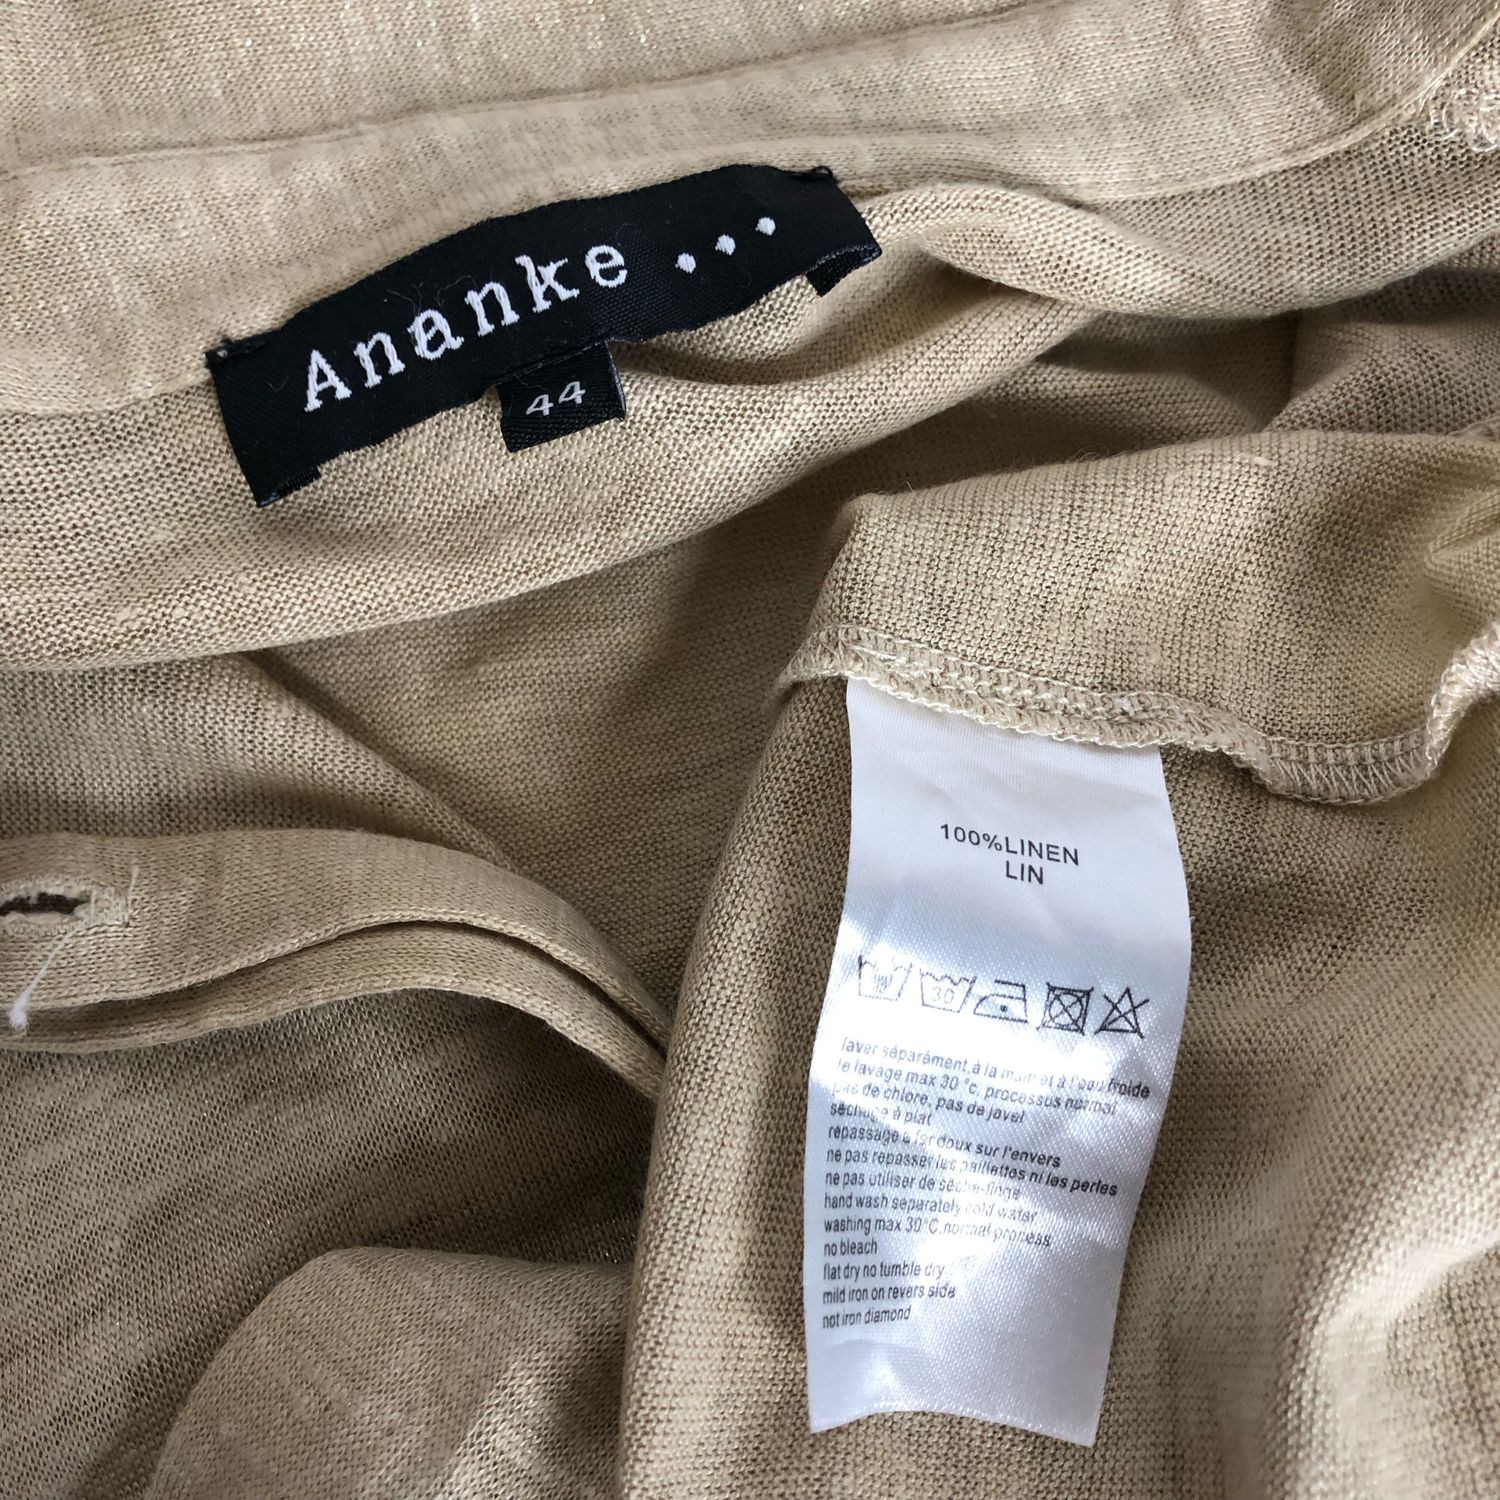 Ananke ...
44
100%LINEN
LIN
30
laver séparément,à la main et à l'eau froide
le lavage max 30 °c, processus normal
pas de chlore, pas de javel
séchage à plat
repassage à fer doux sur l'envers
ne pas repasser les paillettes ni les perles
ne pas utiliser de séche-linge
hand wash separately cold water
washing max 30°C,normal process
no bleach
flat dry no tumble dry
mild iron on revers side
not iron diamond